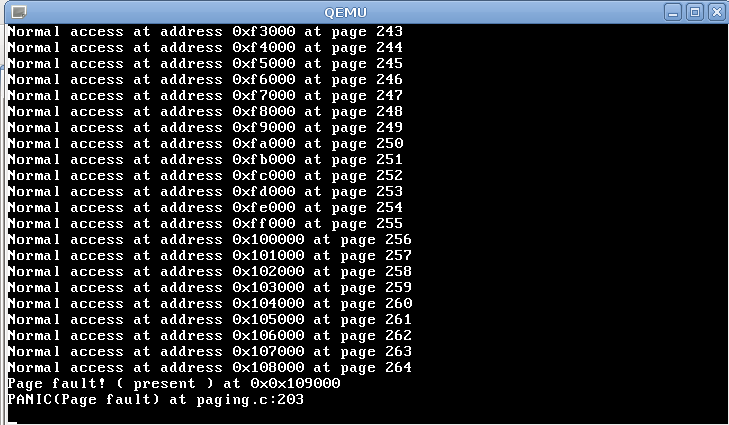 QEMU
Normal access at address 0xf3000 at page 243
Normal access at address 0xf4000 at page 244
Normal access at address 0xf5000 at page 245
Normal access at address 0xf6000 at page 246
Normal access at address 0xf7000 at page 247
Normal access at address 0xf8000 at page 248
Normal access at address 0xf9000 at page 249
Normal access at address 0xfa000 at page 250
Normal access at address 0xfb000 at page 251
Normal access at address 0xfc000 at page 252
Normal access at address 0xfd000 at page 253
Normal access at address 0xfe000 at page 254
Normal access at address 0xff000 at page 255
Normal access at address 0x100000 at page 256
Normal access at address 0x101000 at page 257
Normal access at address 0x102000 at page 258
Normal access at address 0x103000 at page 259
Normal access at address 0x104000 at page 260
Normal access at address 0x105000 at page 261
Normal access at address 0x106000 at page 262
Normal access at address 0x107000 at page 263
Normal access at address 0x108000 at page 264
Page fault! ( present ) at 0x0x109000
PANIC(Page fault) at paging.c:203